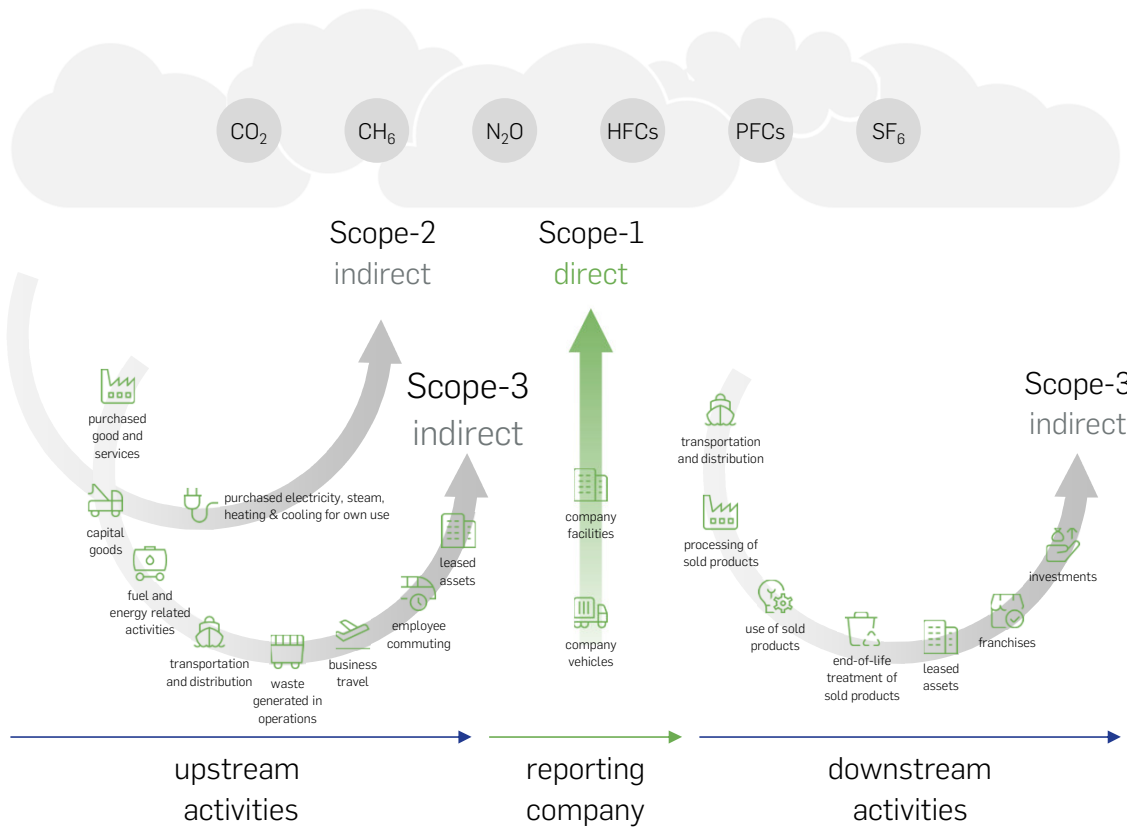 CO₂
CH₆
N₂O
HFCs
PFCs
SF₆
Scope-2
indirect
Scope-1
direct
Scope-3
indirect
Scope-3
indirect
purchased
good and
services
capital
goods
purchased electricity, steam,
heating & cooling for own use
fuel and
energy related
activities
transportation
and distribution
waste
generated in
operations
business
travel
employee
commuting
leased
assets
company
facilities
company
vehicles
transportation
and distribution
processing of
sold products
use of sold
products
end-of-life
treatment of
sold products
leased
assets
franchises
investments
upstream
activities
reporting
company
downstream
activities